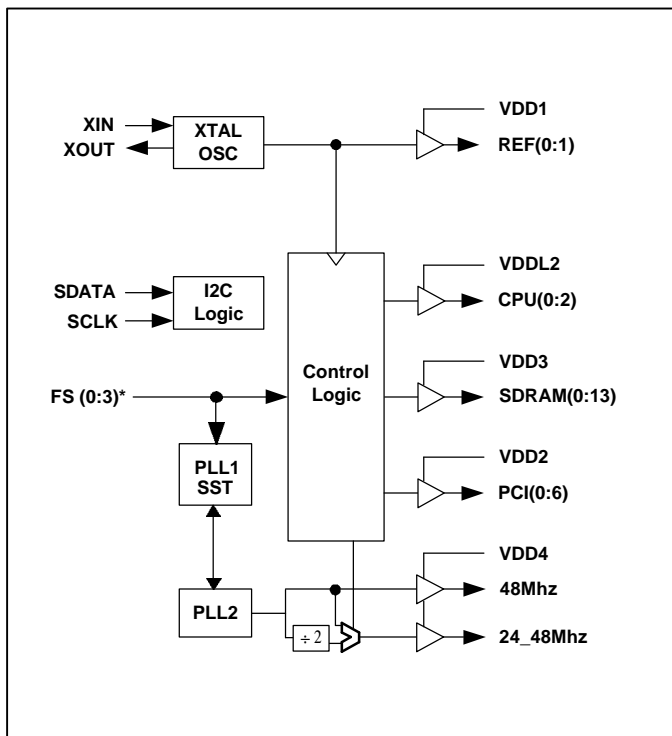 XIN
XOUT
XTAL
OSC
VDD1
REF(0:1)
SDATA
SCLK
I2C
Logic
VDDL2
CPU(0:2)
FS (0:3)*
Control
Logic
VDD3
SDRAM(0:13)
PLL1
SST
VDD2
PCI(0:6)
VDD4
48Mhz
PLL2
÷ 2
24_48Mhz